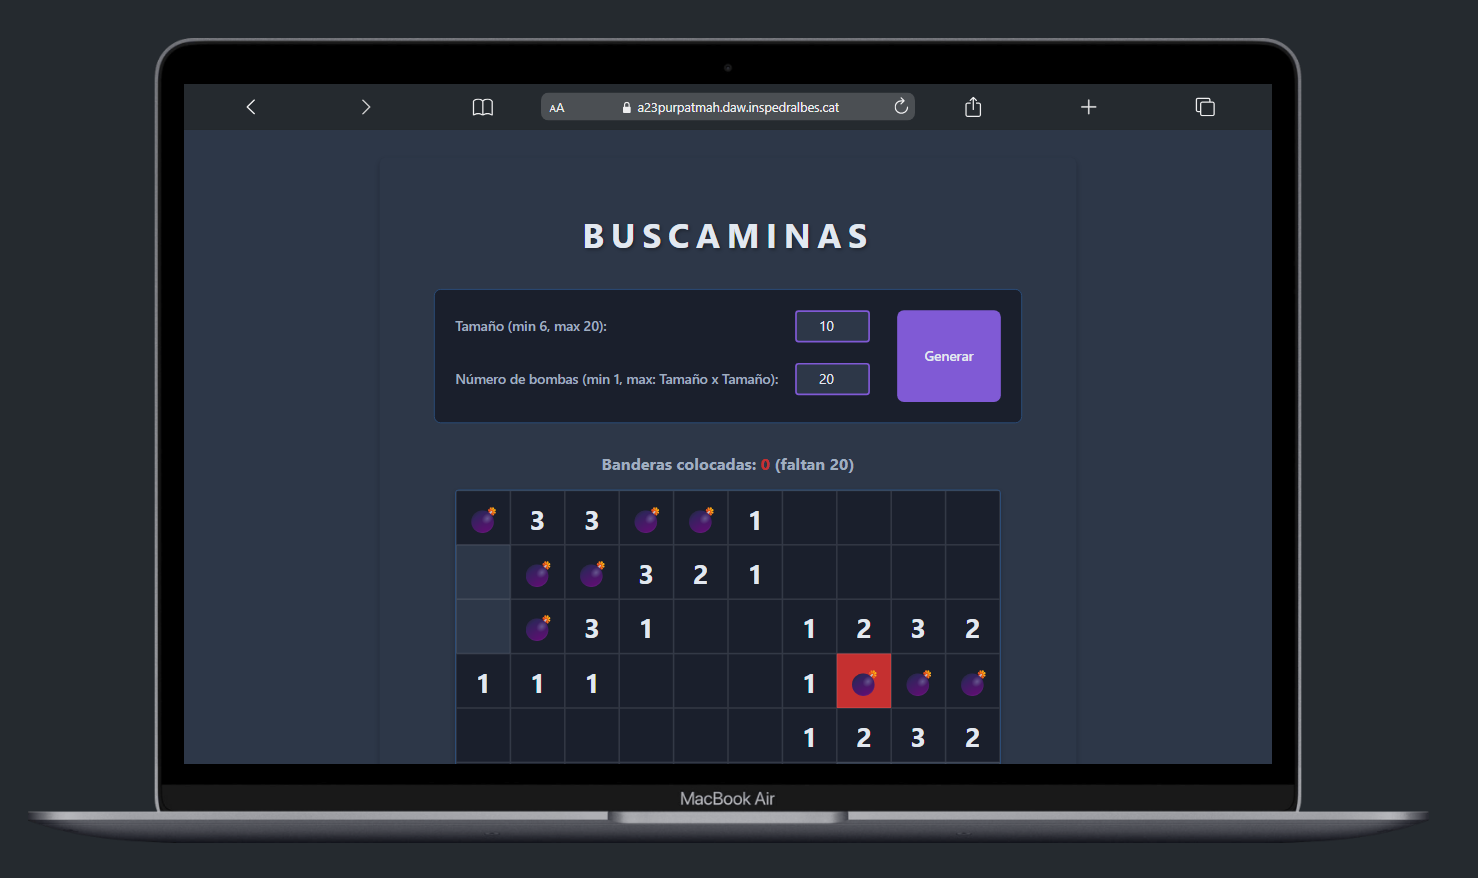 AA a23purpatmah.daw.inspedralbes.cat
BUSCAMINAS
Tamaño (min 6, max 20): 10
Generar
Número de bombas (min 1, max: Tamaño x Tamaño): 20
Banderas colocadas: 0 (faltan 20)
3 3 1
3 2 1
3 1 1 2 3 2
1 1 1 1
1 2 3 2
MacBook Air